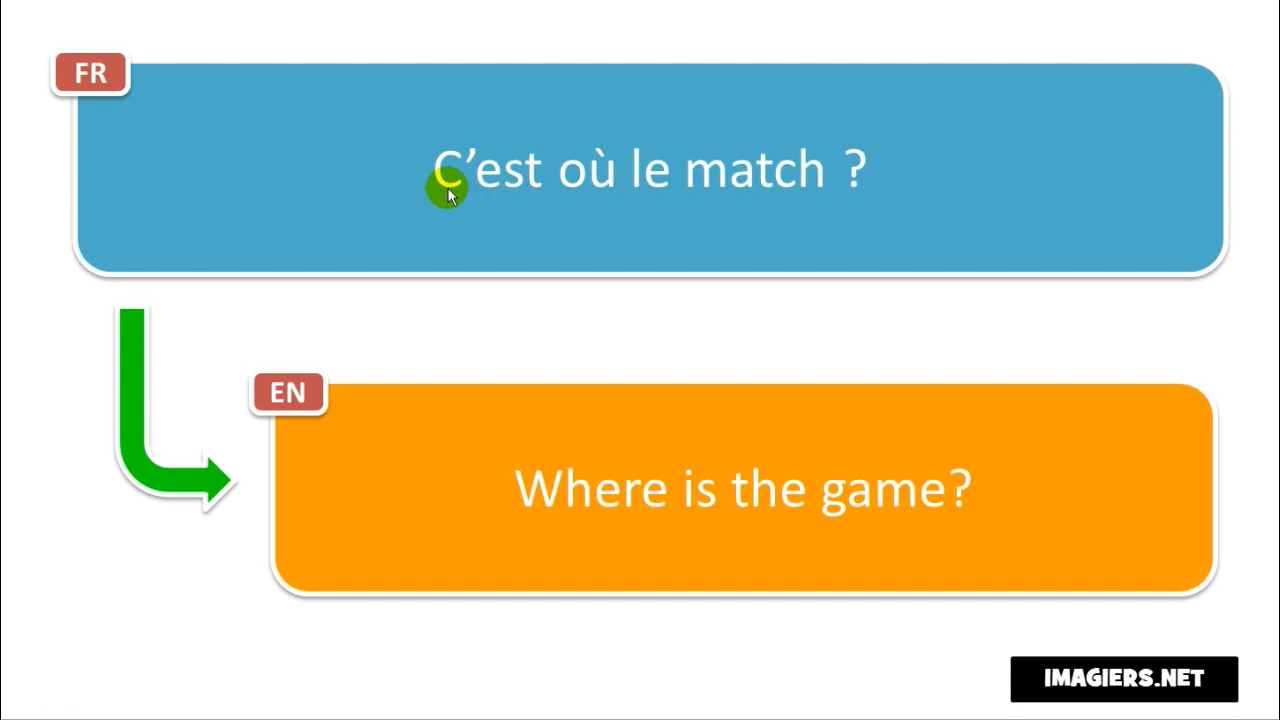 FR
C’est où le match ?
EN
Where is the game?
IMAGIERS.NET